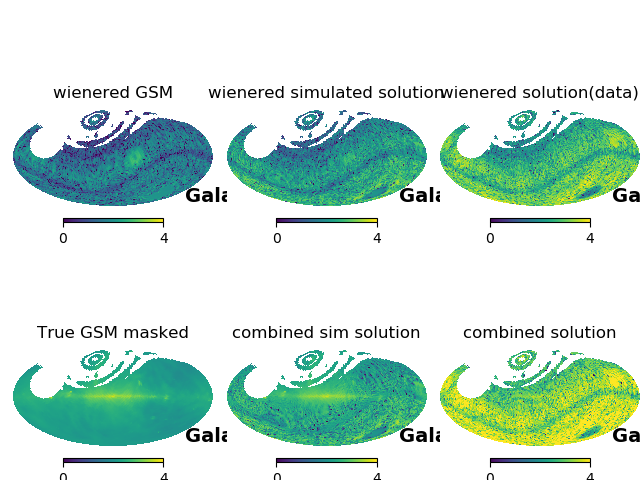 wienered GSM wienered simulated solution wienered solution(data)
Gala Gala Ga
0 4 0 4 0 4
True GSM masked combined sim solution combined solution
Gala Gala Ga
0 4 0 4 0 4